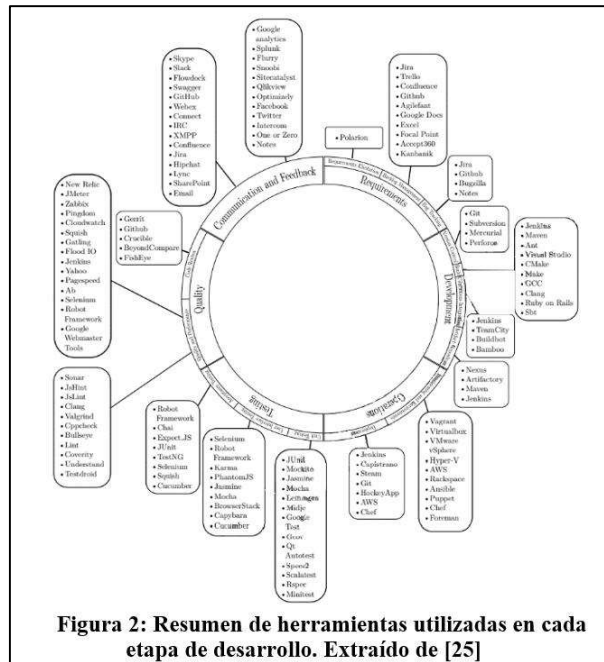 • Google
analytics
• Splunk
• Flurry
• Snoobi
• Sitecatalyst
• Qlikview
• Optimizely
• Facebook
• Twitter
• Intercom
• One or Zero
• Notes
• Skype
• Slack
• Flowdock
• Swagger
• GitHub
• Webex
• Connect
• IRC
• XMPP
• Confluence
• Jira
• Hipchat
• Lync
• SharePoint
• Email
• Polarion
• Jira
• Trello
• Confluence
• Github
• Agilefant
• Google Docs
• Excel
• Focal Point
• Accept360
• Kanbanik
• Jira
• Github
• Bugzilla
• Notes
• Git
• Subversion
• Mercurial
• Perforce
• Jenkins
• Maven
• Ant
• Visual Studio
• CMake
• Make
• GCC
• Clang
• Ruby on Rails
• Sbt
• Jenkins
• TeamCity
• Buildbot
• Bamboo
• Nexus
• Artifactory
• Maven
• Jenkins
• Vagrant
• Virtualbox
• VMware
vSphere
• Hyper-V
• AWS
• Rackspace
• Ansible
• Puppet
• Chef
• Foreman
• Jenkins
• Capistrano
• Steam
• Git
• HockeyApp
• AWS
• Chef
• JUnit
• Mockito
• Jasmine
• Mocha
• Midje
• Google
Test
• Qt
Autotest
• Scalatest
• Rspec
• Minitest
• Selenium
• Robot
Framework
• Karma
• PhantomJS
• Jasmine
• Mocha
• BrowserStack
• Capybara
• Cucumber
• Robot
Framework
• Chai
• Expect.JS
• JUnit
• TestNG
• Selenium
• Squish
• Cucumber
• Sonar
• JsHint
• JsLint
• Clang
• Valgrind
• Cppcheck
• Bullseye
• Lint
• Coverity
• Understand
• Testdroid
• New Relic
• JMeter
• Zabbix
• Pingdom
• Cloudwatch
• Squish
• Gatling
• Flood IO
• Jenkins
• Yahoo
• Pagespeed
• Ab
• Selenium
• Robot
Framework
• Google
Webmaster
Tools
• Gerrit
• Github
• Crucible
• BeyondCompare
• FishEye
Communication and Feedback
Requirements
Development
Operations
Testing
Quality
Requirements Elicitation
Figura 2: Resumen de herramientas utilizadas en cada
etapa de desarrollo. Extraído de [25]